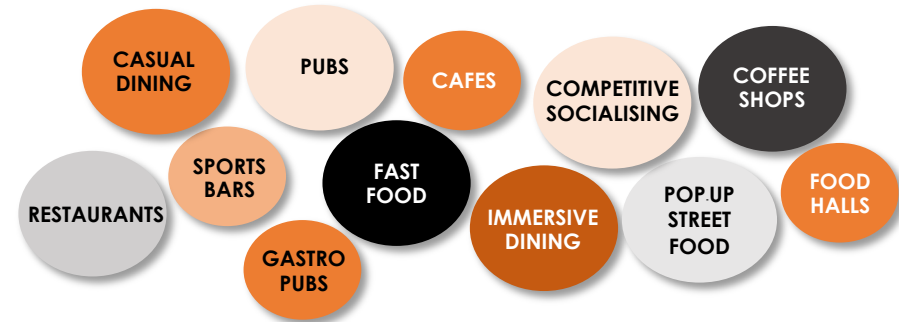 CASUAL
DINING
PUBS
CAFES
COMPETITIVE
SOCIALISING
COFFEE
SHOPS
RESTAURANTS
SPORTS
BARS
FAST
FOOD
IMMERSIVE
DINING
POP-UP
STREET
FOOD
FOOD
HALLS
GASTRO
PUBS